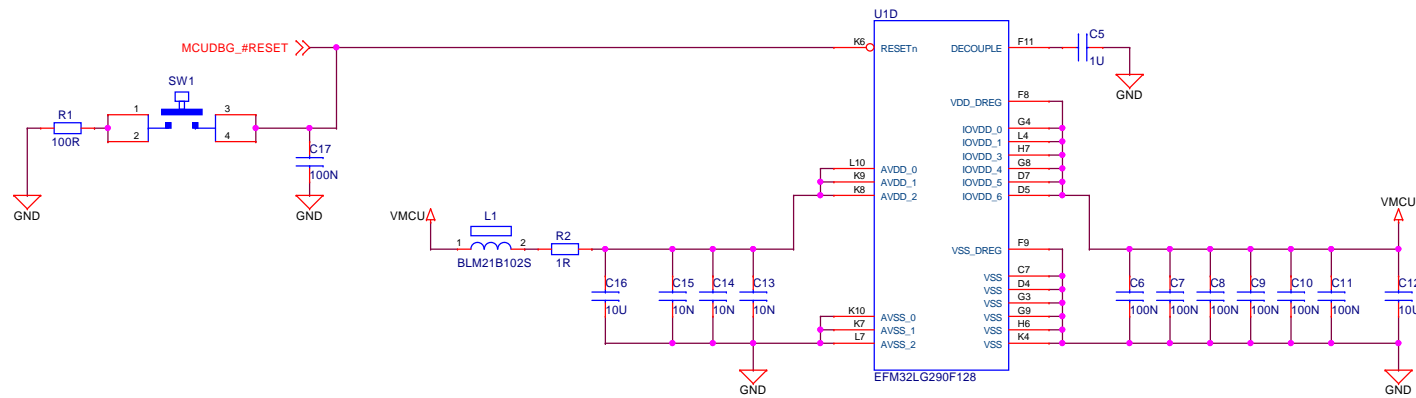 U1D
MCUDBG_#RESET
K6
RESETn
DECOUPLE
F11
C5
1U
GND
SW1
R1
100R
1
2
3
4
C17
100N
GND
GND
VDD_DREG
F8
IOVDD_0
G4
IOVDD_1
L4
IOVDD_3
H7
IOVDD_4
G8
IOVDD_5
D7
IOVDD_6
D5
L10
AVDD_0
K9
AVDD_1
K8
AVDD_2
VMCU
L1
1
2
BLM21B102S
R2
1R
C16
10U
C15
10N
C14
10N
C13
10N
VSS_DREG
F9
VSS
C7
VSS
D4
VSS
G3
VSS
G9
VSS
H6
VSS
K4
K10
AVSS_0
K7
AVSS_1
L7
AVSS_2
GND
EFM32LG290F128
VMCU
C6
100N
C7
100N
C8
100N
C9
100N
C10
100N
C11
100N
C12
10U
GND